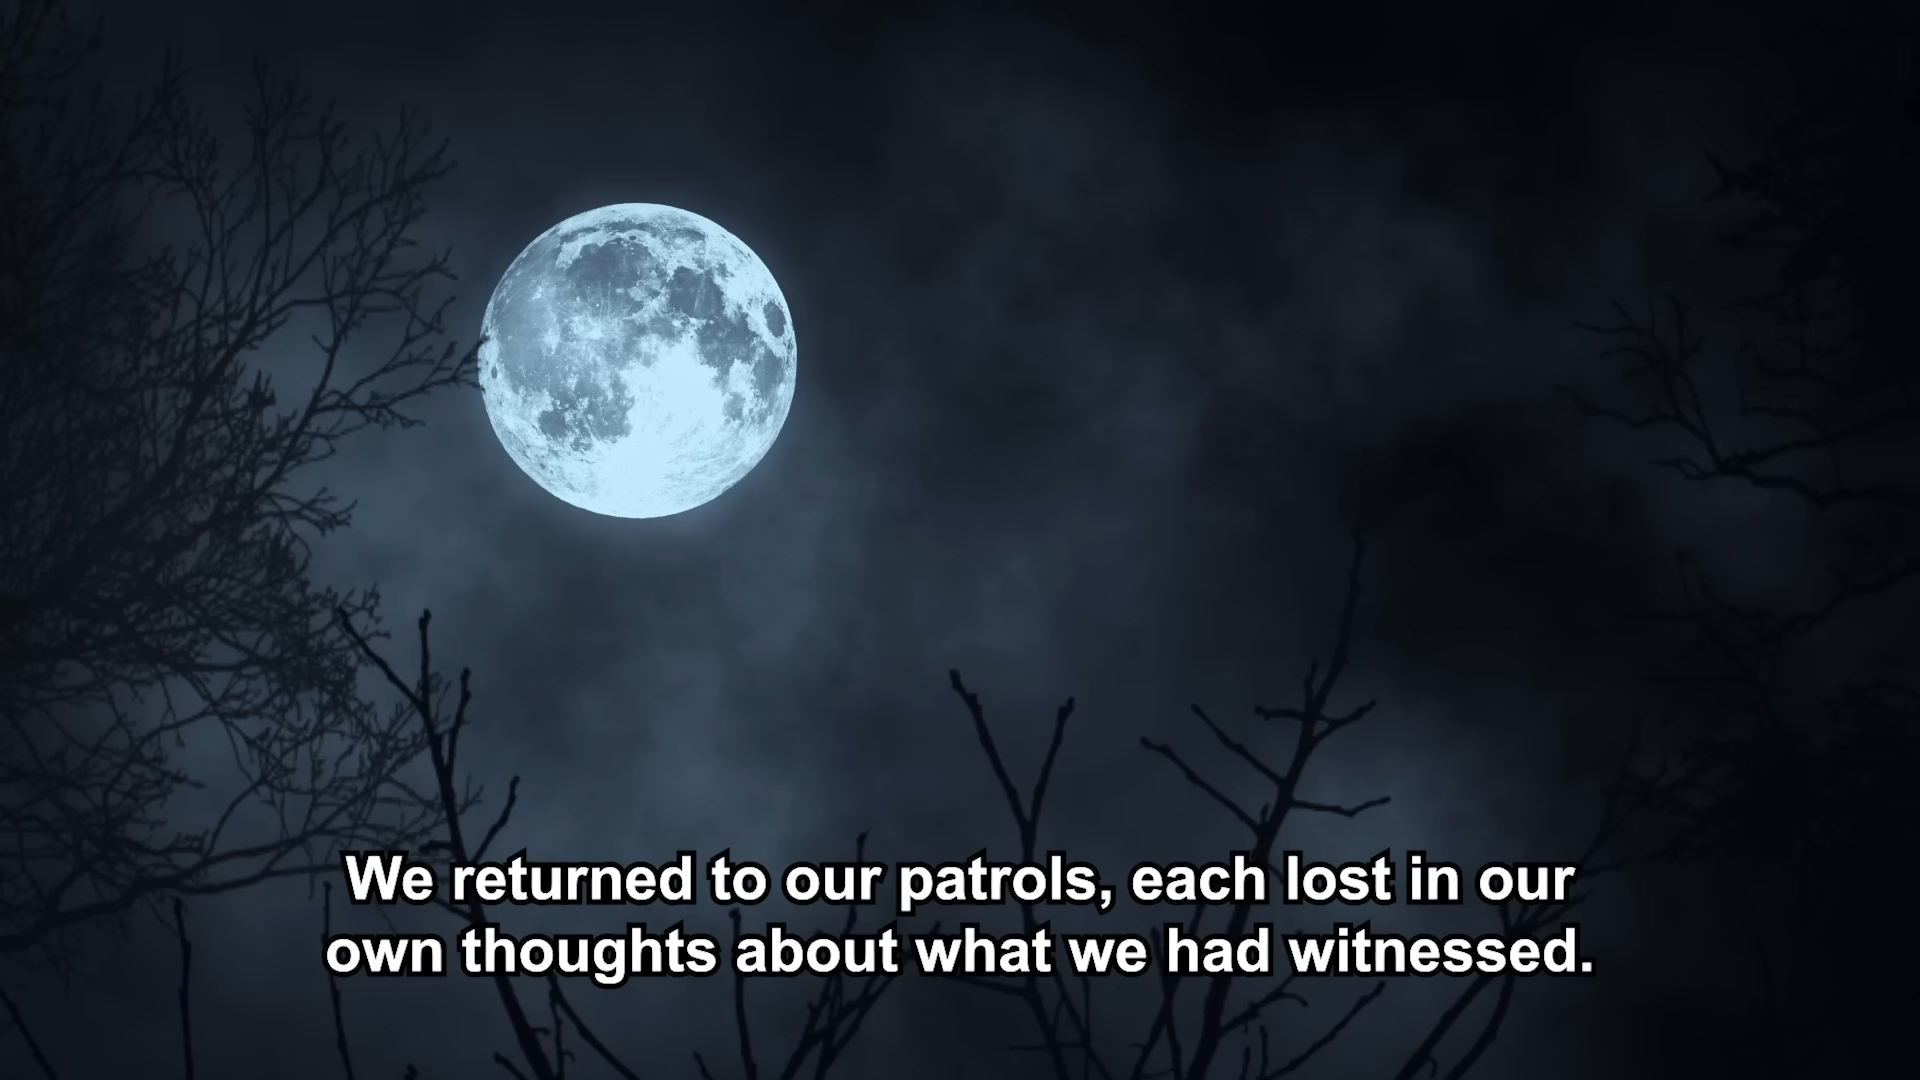 We returned to our patrols, each lost in our
own thoughts about what we had witnessed.